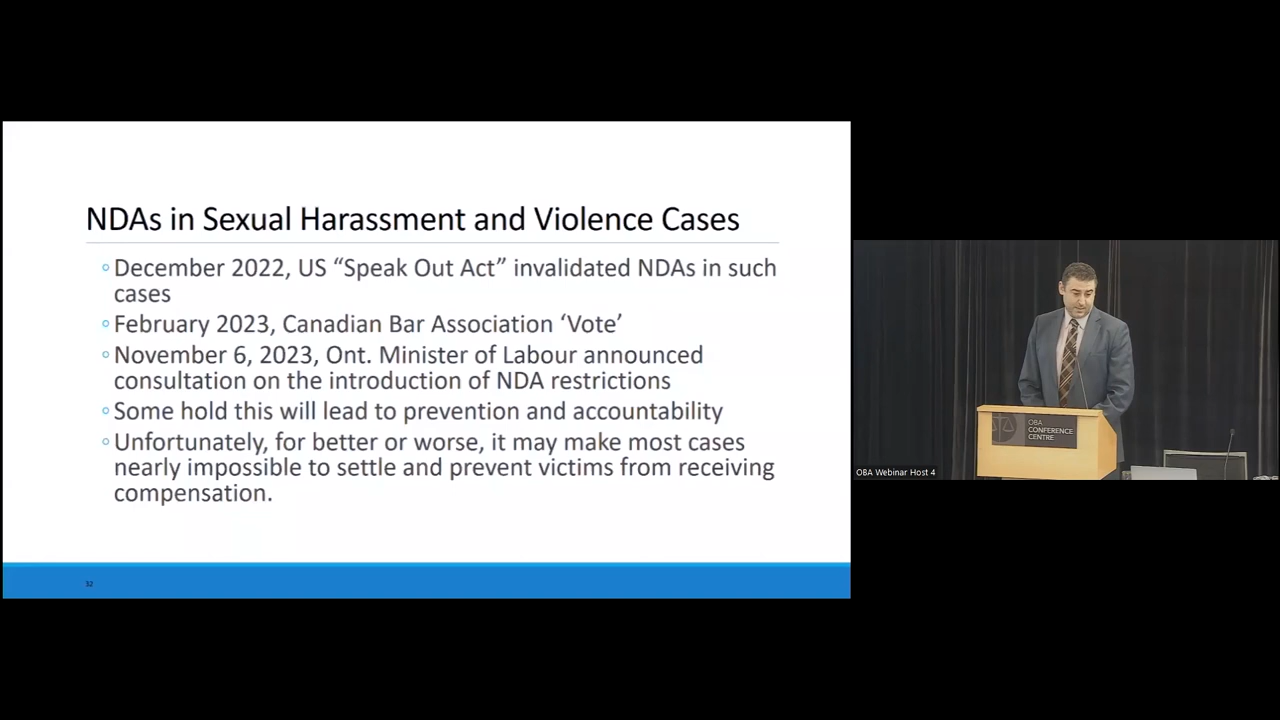 NDAs in Sexual Harassment and Violence Cases
December 2022, US “Speak Out Act” invalidated NDAs in such
cases
February 2023, Canadian Bar Association ‘Vote’
November 6, 2023, Ont. Minister of Labour announced
consultation on the introduction of NDA restrictions
Some hold this will lead to prevention and accountability
Unfortunately, for better or worse, it may make most cases
nearly impossible to settle and prevent victims from receiving
compensation.
32
OBA
CONFERENCE
CENTRE
OBA Webinar Host 4